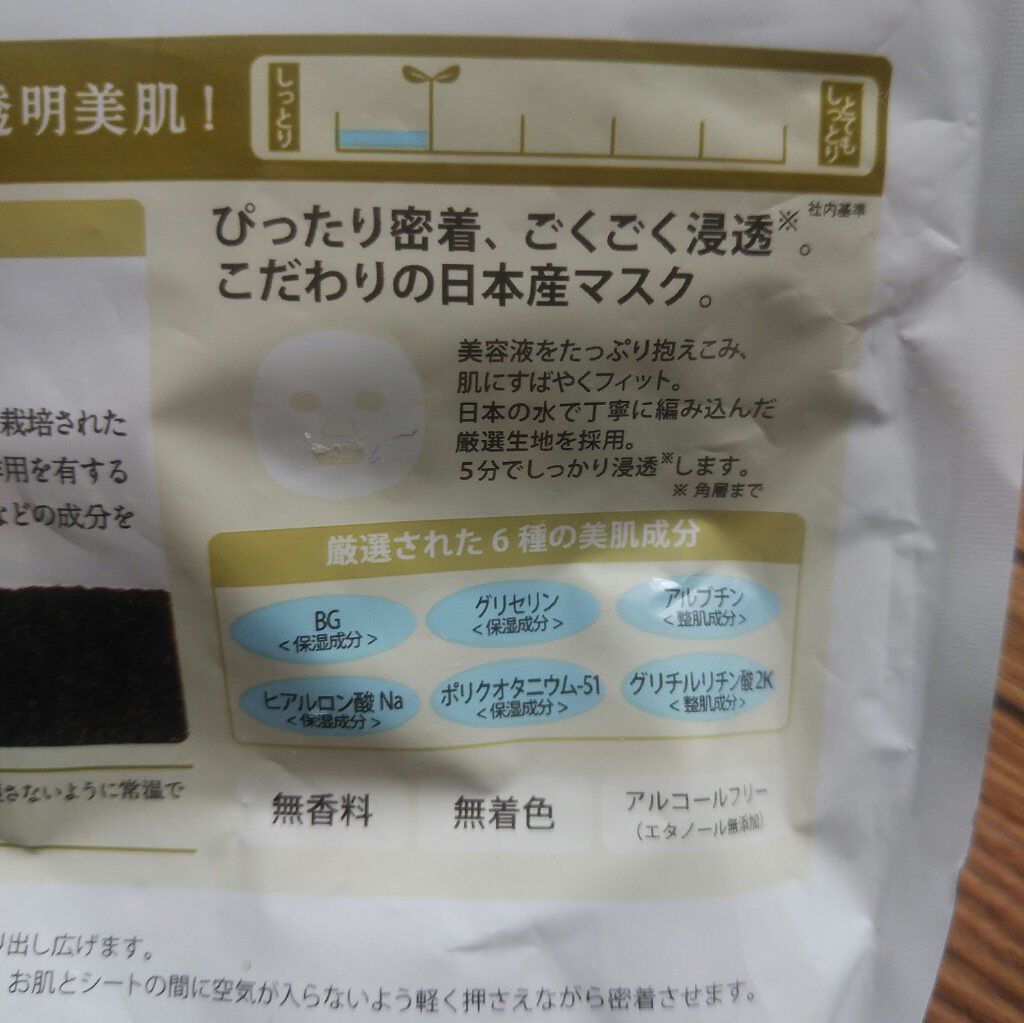 透明美肌！
しっとり
とてもしっとり
社内基準
ぴったり密着、ごくごく浸透※。
こだわりの日本産マスク。
美容液をたっぷり抱えこみ、
肌にすばやくフィット。
日本の水で丁寧に編み込んだ
厳選生地を採用。
5分でしっかり浸透※します。
※ 角層まで
栽培された
作用を有する
などの成分を
厳選された6種の美肌成分
BG
<保湿成分>
グリセリン
<保湿成分>
アルブチン
<整肌成分>
ヒアルロン酸Na
<保湿成分>
ポリクオタニウム-51
<保湿成分>
グリチルリチン酸2K
<整肌成分>
さないように常温で
無香料
無着色
アルコールフリー
(エタノール無添加)
り出し広げます。
お肌とシートの間に空気が入らないよう軽く押さえながら密着させます。